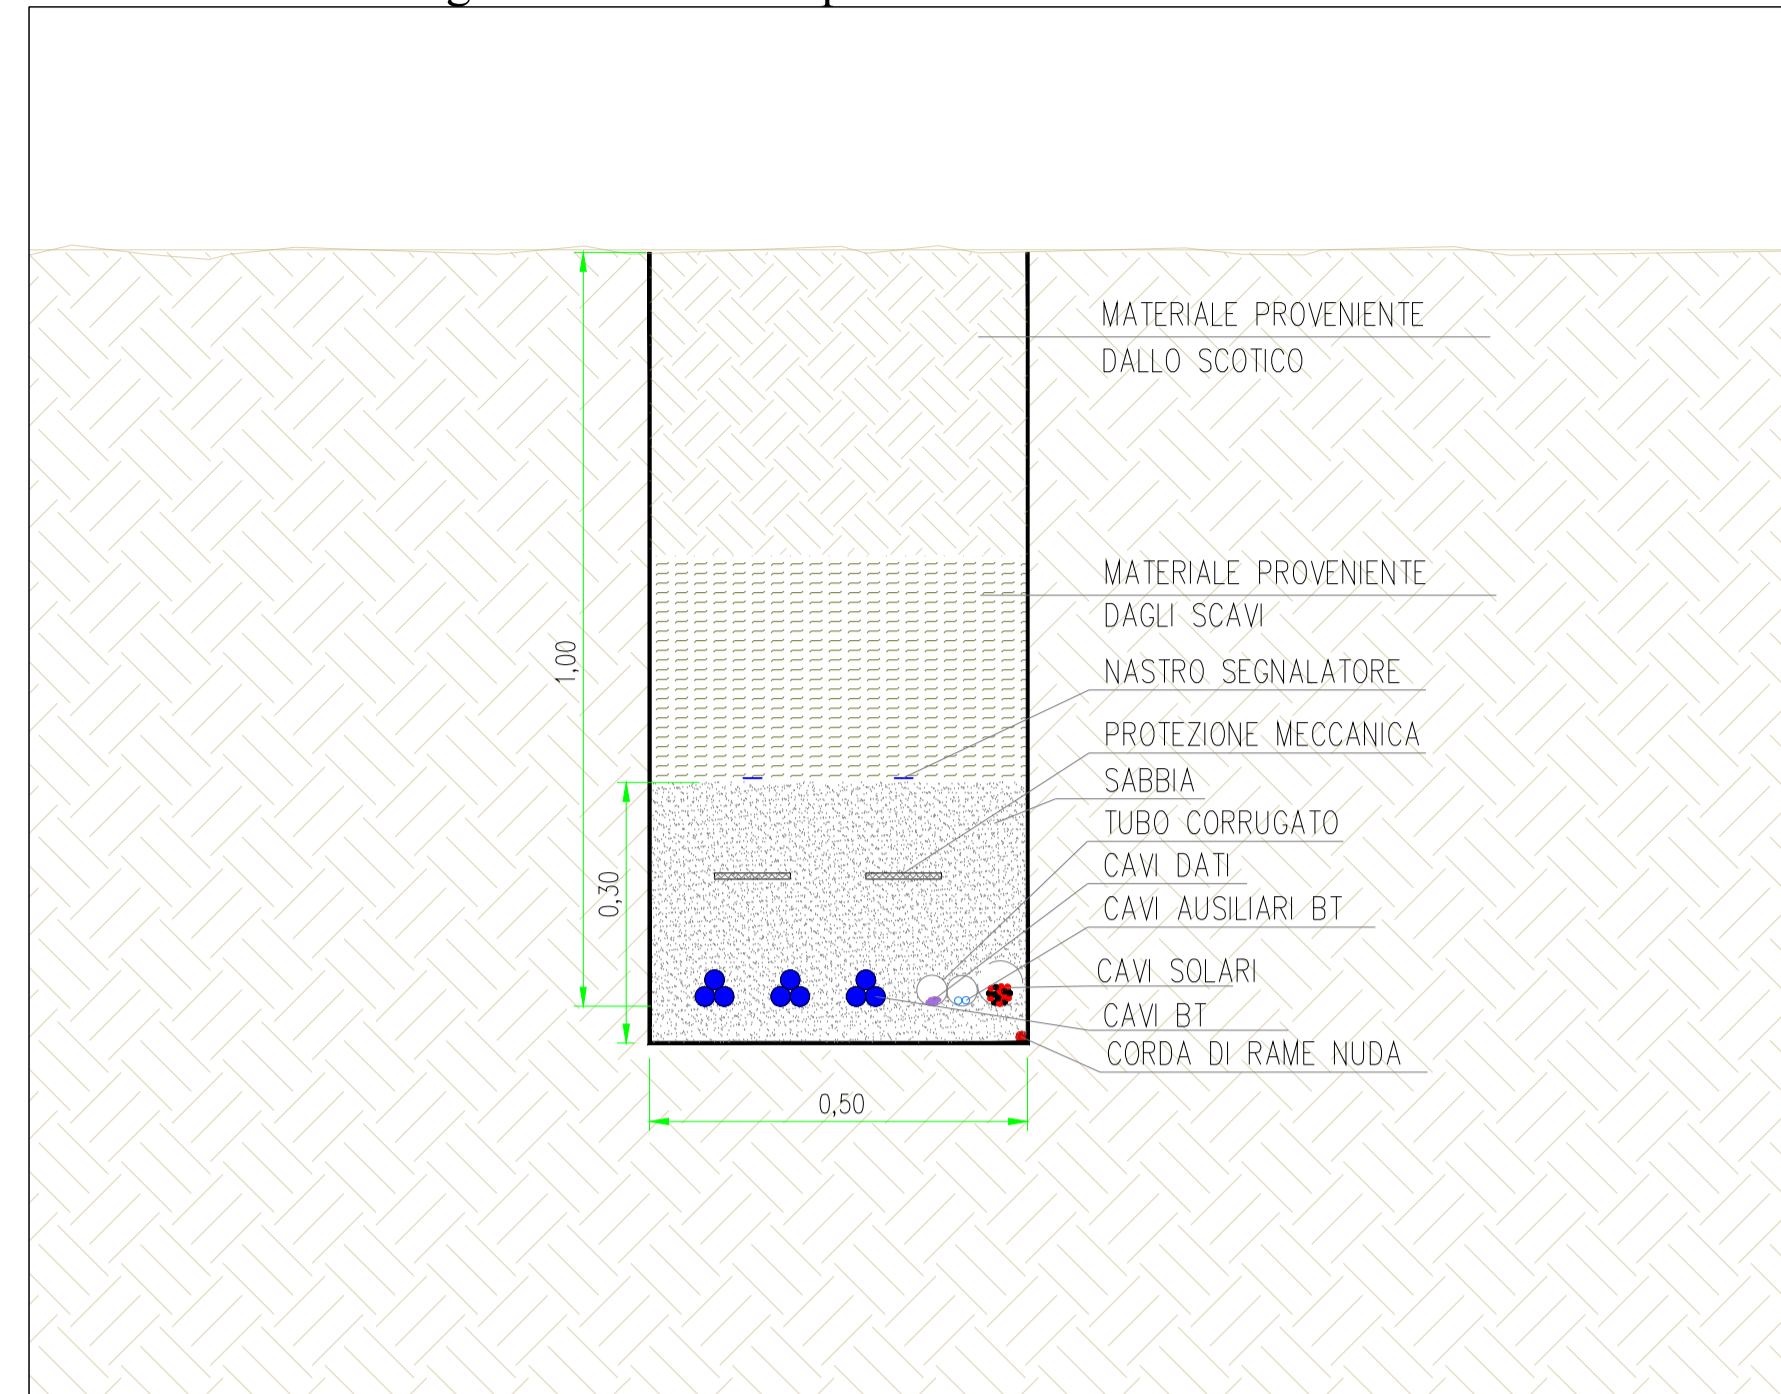 MATERIALE PROVENIENTE
DALLO SCOTICO
MATERIALE PROVENIENTE
DAGLI SCAVI
NASTRO SEGNALATORE
PROTEZIONE MECCANICA
SABBIA
TUBO CORRUGATO
CAVI DATI
CAVI AUSILIARI BT
CAVI SOLARI
CAVI BT
CORDA DI RAME NUDA
1,00
0,30
0,50